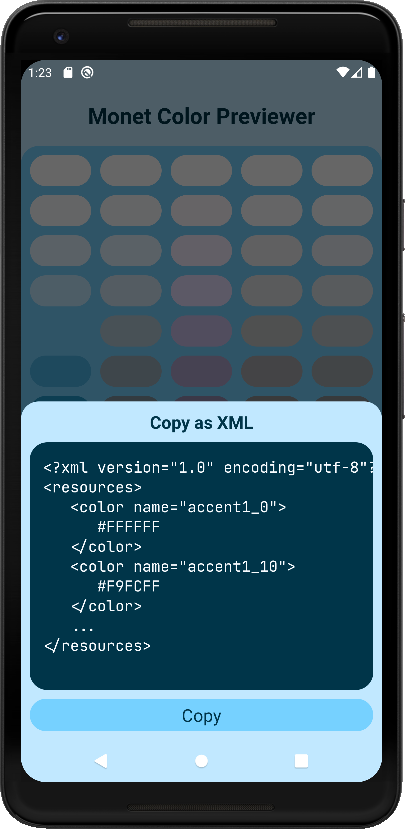 1:23
Monet Color Previewer
Copy as XML
<?xml version="1.0" encoding="utf-8"?
<resources>
<color name="accent1_0">
#FFFFFF
</color>
<color name="accent1_10">
#F9FCFF
</color>
...
</resources>
Copy